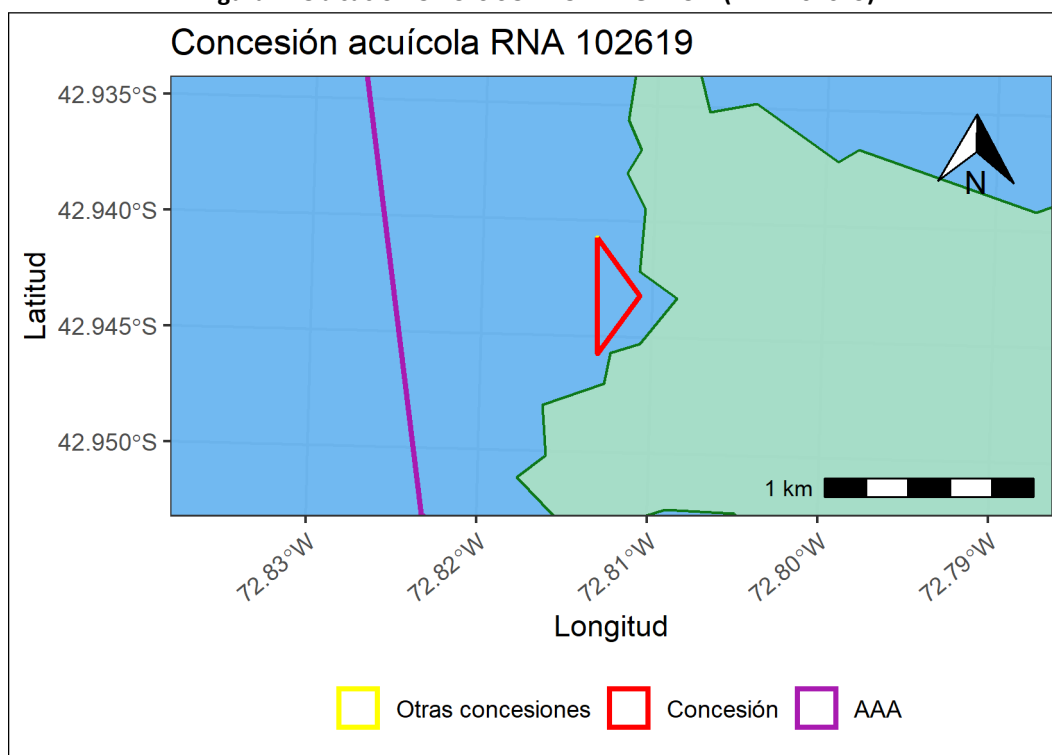 Concesión acuícola RNA 102619
42.935°S
42.940°S
42.945°S
42.950°S
Latitud
N
1 km
72.83°W
72.82°W
72.81°W
72.80°W
72.79°W
Longitud
Otras concesiones
Concesión
AAA